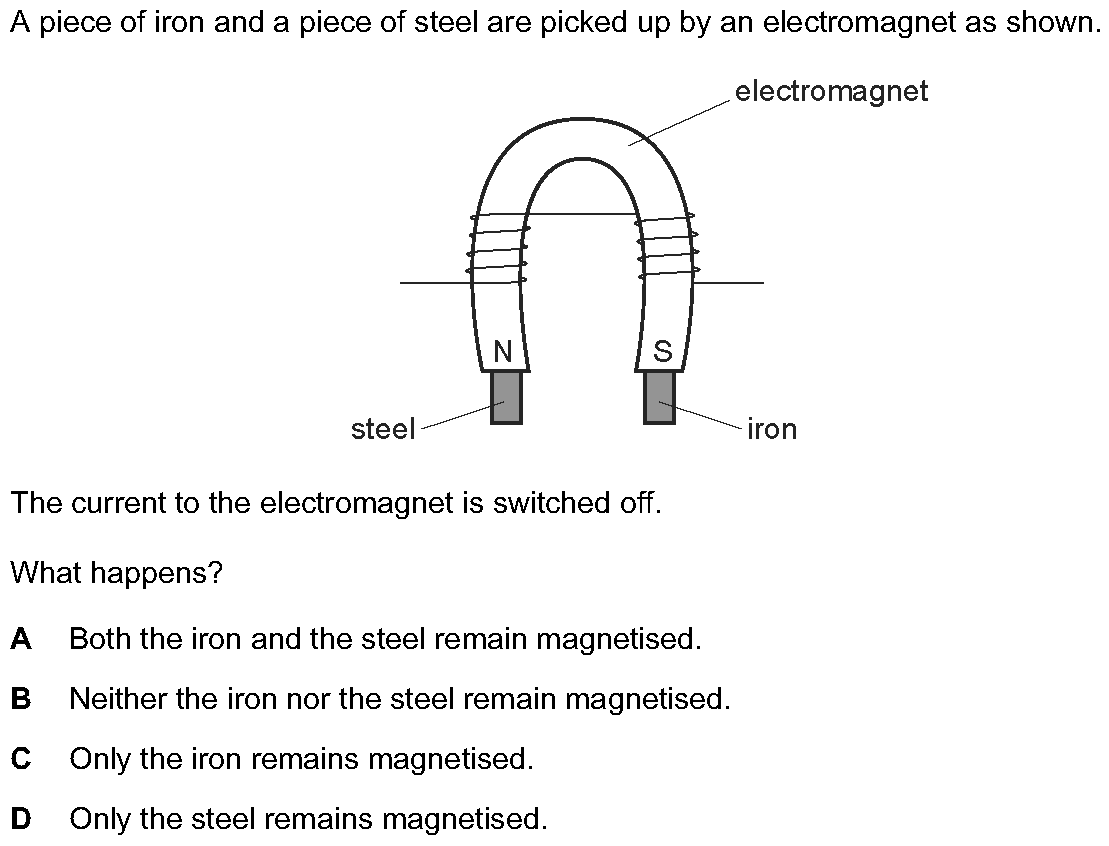 A piece of iron and a piece of steel are picked up by an electromagnet as shown.
electromagnet
N S
steel iron
The current to the electromagnet is switched off.
What happens?
A Both the iron and the steel remain magnetised.
B Neither the iron nor the steel remain magnetised.
C Only the iron remains magnetised.
D Only the steel remains magnetised.